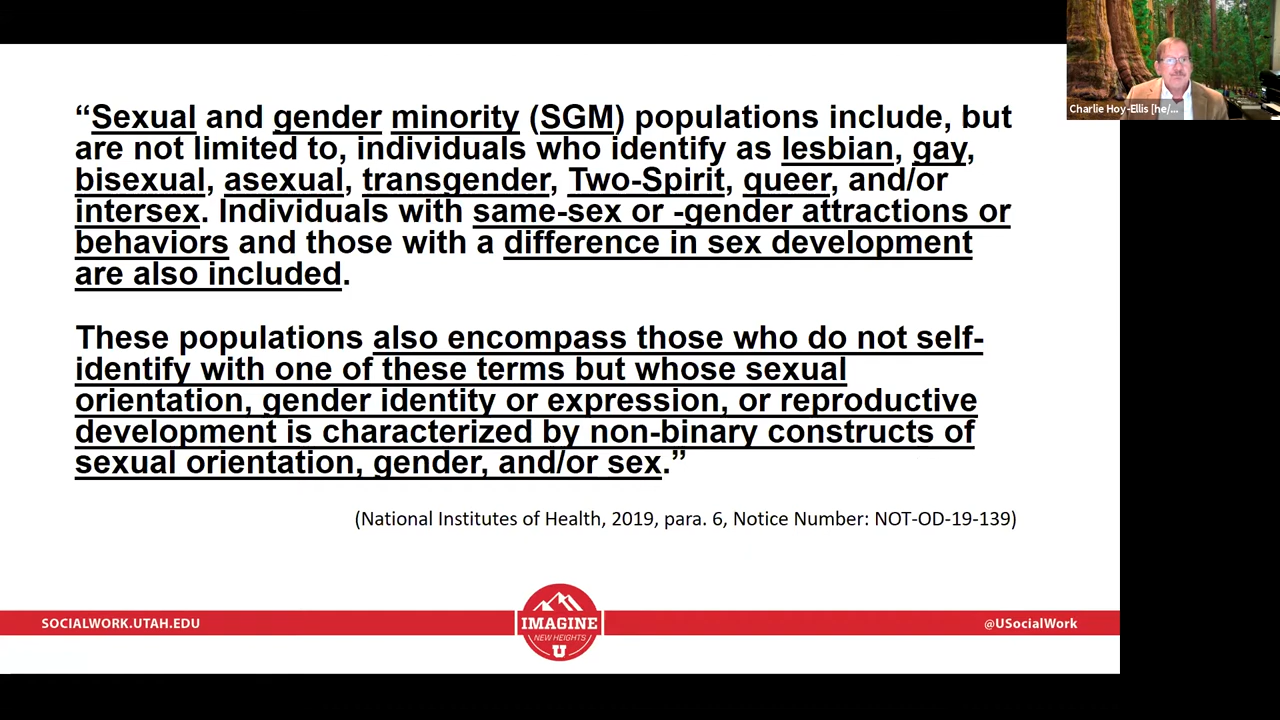 “Sexual and gender minority (SGM) populations include, but
are not limited to, individuals who identify as lesbian, gay,
bisexual, asexual, transgender, Two-Spirit, queer, and/or
intersex. Individuals with same-sex or -gender attractions or
behaviors and those with a difference in sex development
are also included.
These populations also encompass those who do not self-
identify with one of these terms but whose sexual
orientation, gender identity or expression, or reproductive
development is characterized by non-binary constructs of
sexual orientation, gender, and/or sex.”
(National Institutes of Health, 2019, para. 6, Notice Number: NOT-OD-19-139)
Charlie Hoy-Ellis [he/...
SOCIALWORK.UTAH.EDU
IMAGINE
NEW HEIGHTS
U
@USocialWork